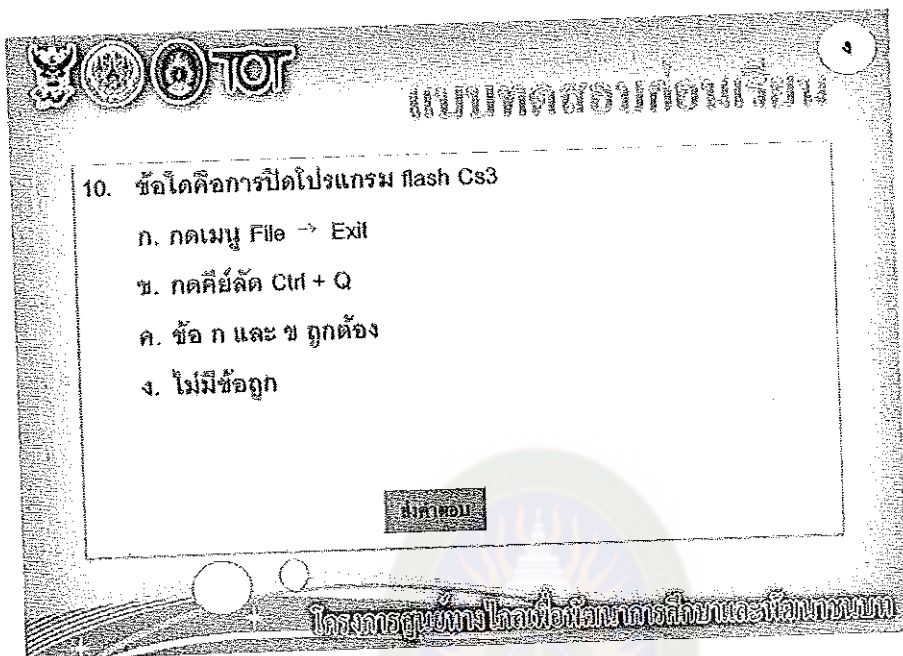 TOT
แบบทดสอบก่อนเรียน
10. ข้อใดคือการปิดโปรแกรม flash Cs3
ก. กดเมนู File → Exit
ข. กดคีย์ลัด Ctrl + Q
ค. ข้อ ก และ ข ถูกต้อง
ง. ไม่มีข้อถูก
ส่งคำตอบ
โครงการศูนย์ทางไกลเพื่อพัฒนาการศึกษาและพัฒนาชนบท